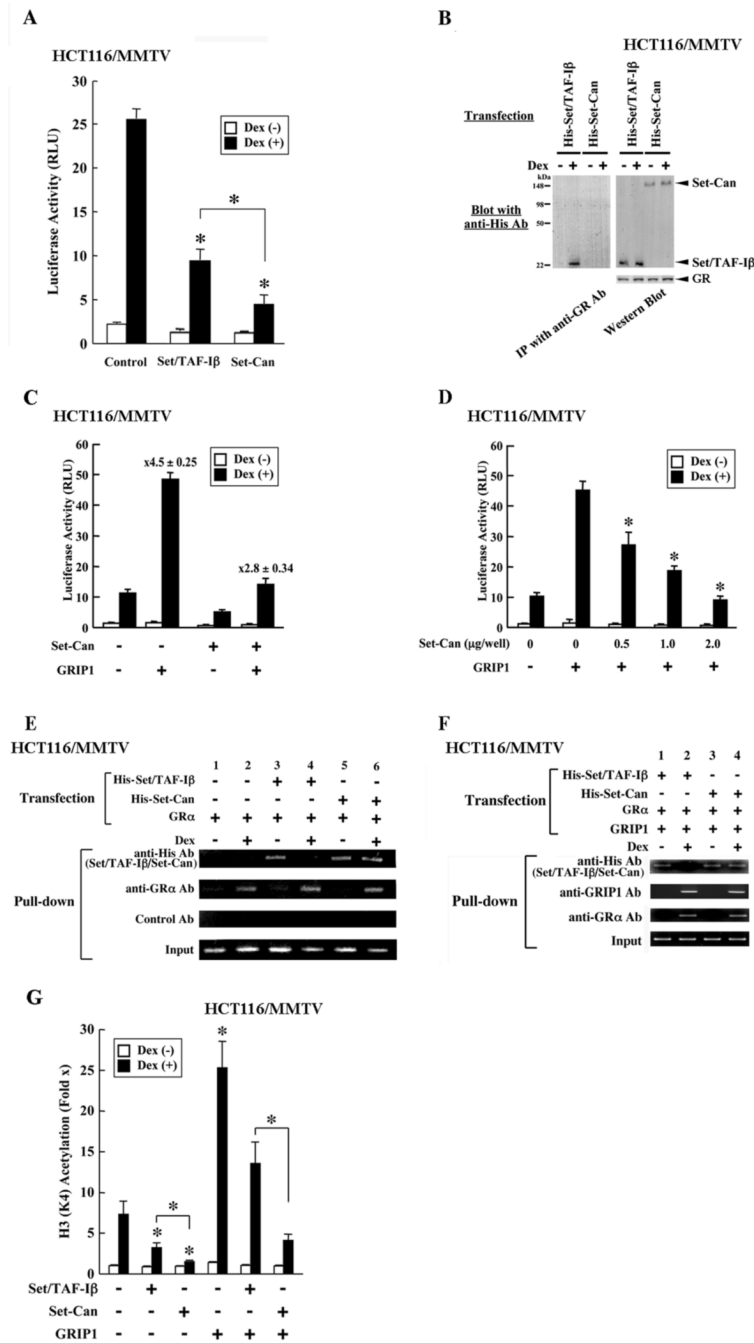 A
HCT116/MMTV
Luciferase Activity (RLU)
30
25
20
15
10
5
0
Dex (-)
Dex (+)
*
*
*
Control Set/TAF-Iβ Set-Can
B
HCT116/MMTV
Transfection
His-Set/TAF-Iβ
His-Set-Can
His-Set/TAF-Iβ
His-Set-Can
Dex - + - + - + - +
kDa
148
98
50
22
Blot with
anti-His Ab
Set-Can
Set/TAF-Iβ
GR
IP with anti-GR Ab
Western Blot
C
HCT116/MMTV
Luciferase Activity (RLU)
60
50
40
30
20
10
0
x4.5 ± 0.25
Dex (-)
Dex (+)
x2.8 ± 0.34
Set-Can - - + +
GRIP1 - + - +
D
HCT116/MMTV
Luciferase Activity (RLU)
60
50
40
30
20
10
0
Dex (-)
Dex (+)
*
*
*
Set-Can (μg/well) 0 0 0.5 1.0 2.0
GRIP1 - + + + +
E
HCT116/MMTV
1 2 3 4 5 6
Transfection
His-Set/TAF-Iβ - - + + - -
His-Set-Can - - - - + +
GRα + + + + + +
Dex - + - + - +
Pull-down
anti-His Ab
(Set/TAF-Iβ/Set-Can)
anti-GRα Ab
Control Ab
Input
F
HCT116/MMTV
1 2 3 4
Transfection
His-Set/TAF-Iβ + + - -
His-Set-Can - - + +
GRα + + + +
GRIP1 + + + +
Dex - + - +
Pull-down
anti-His Ab
(Set/TAF-Iβ/Set-Can)
anti-GRIP1 Ab
anti-GRα Ab
Input
G
HCT116/MMTV
H3 (K4) Acetylation (Fold x)
30
25
20
15
10
5
0
Dex (-)
Dex (+)
*
*
*
*
*
Set/TAF-Iβ - + - - + -
Set-Can - - + - - +
GRIP1 - - - + + +